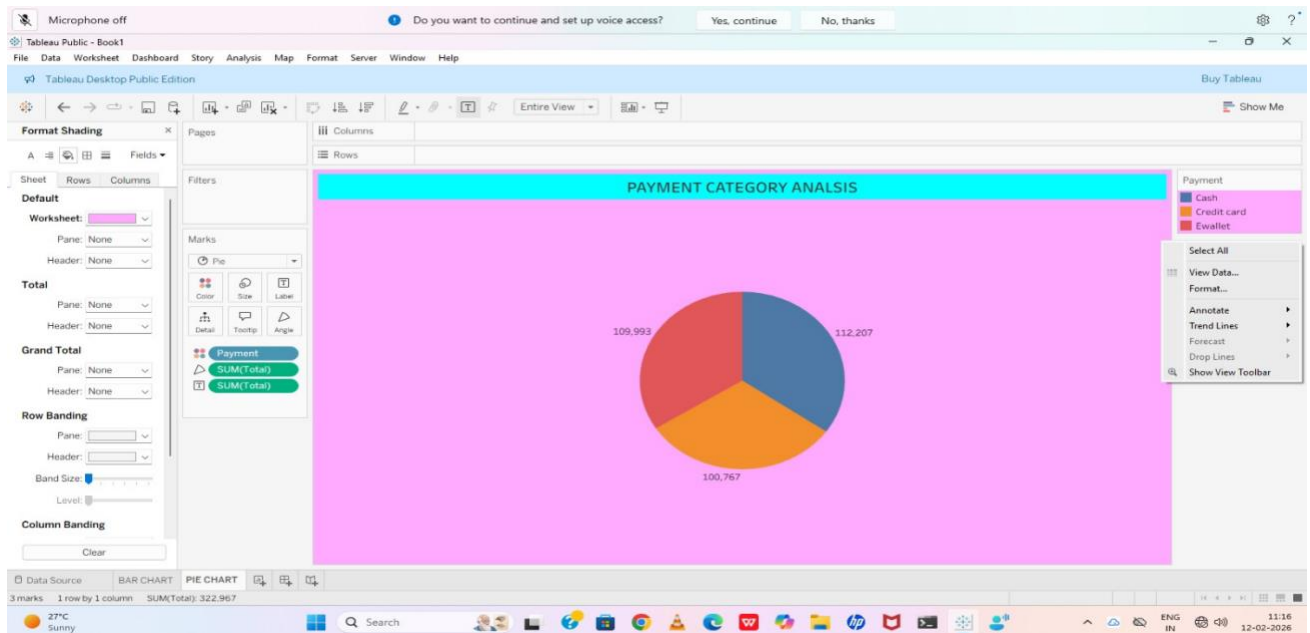 Microphone off
Do you want to continue and set up voice access? Yes, continue No, thanks
Tableau Public - Book1
File Data Worksheet Dashboard Story Analysis Map Format Server Window Help
Tableau Desktop Public Edition Buy Tableau
Entire View Show Me
Format Shading
Fields
Sheet Rows Columns
Default
Worksheet:
Pane: None
Header: None
Total
Pane: None
Header: None
Grand Total
Pane: None
Header: None
Row Banding
Pane:
Header:
Band Size:
Level:
Column Banding
Clear
Pages
Filters
Marks
Pie
Color Size Label
Detail Tooltip Angle
Payment
SUM(Total)
SUM(Total)
Columns
Rows
PAYMENT CATEGORY ANALSIS
109,993
112,207
100,767
Payment
Cash
Credit card
Ewallet
Select All
View Data...
Format...
Annotate
Trend Lines
Forecast
Drop Lines
Show View Toolbar
Data Source BAR CHART PIE CHART
3 marks 1 row by 1 column SUM(Total): 322,967
27°C
Sunny
Search
ENG
IN
11:16
12-02-2026